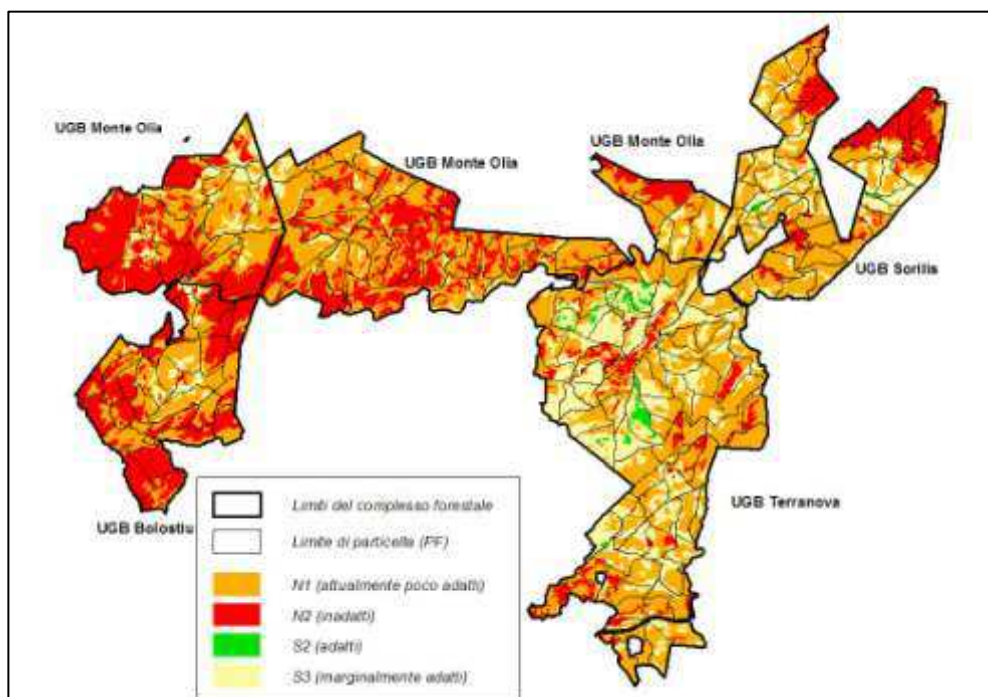 UGB Monte Olia
UGB Monte Olia
UGB Monte Olia
UGB Sorilis
UGB Terranova
UGB Bolostiu
Limiti del complesso forestale
Limite di particella (PF)
N1 (attualmente poco adatti)
N2 (inadatti)
S2 (adatti)
S3 (marginalmente adatti)